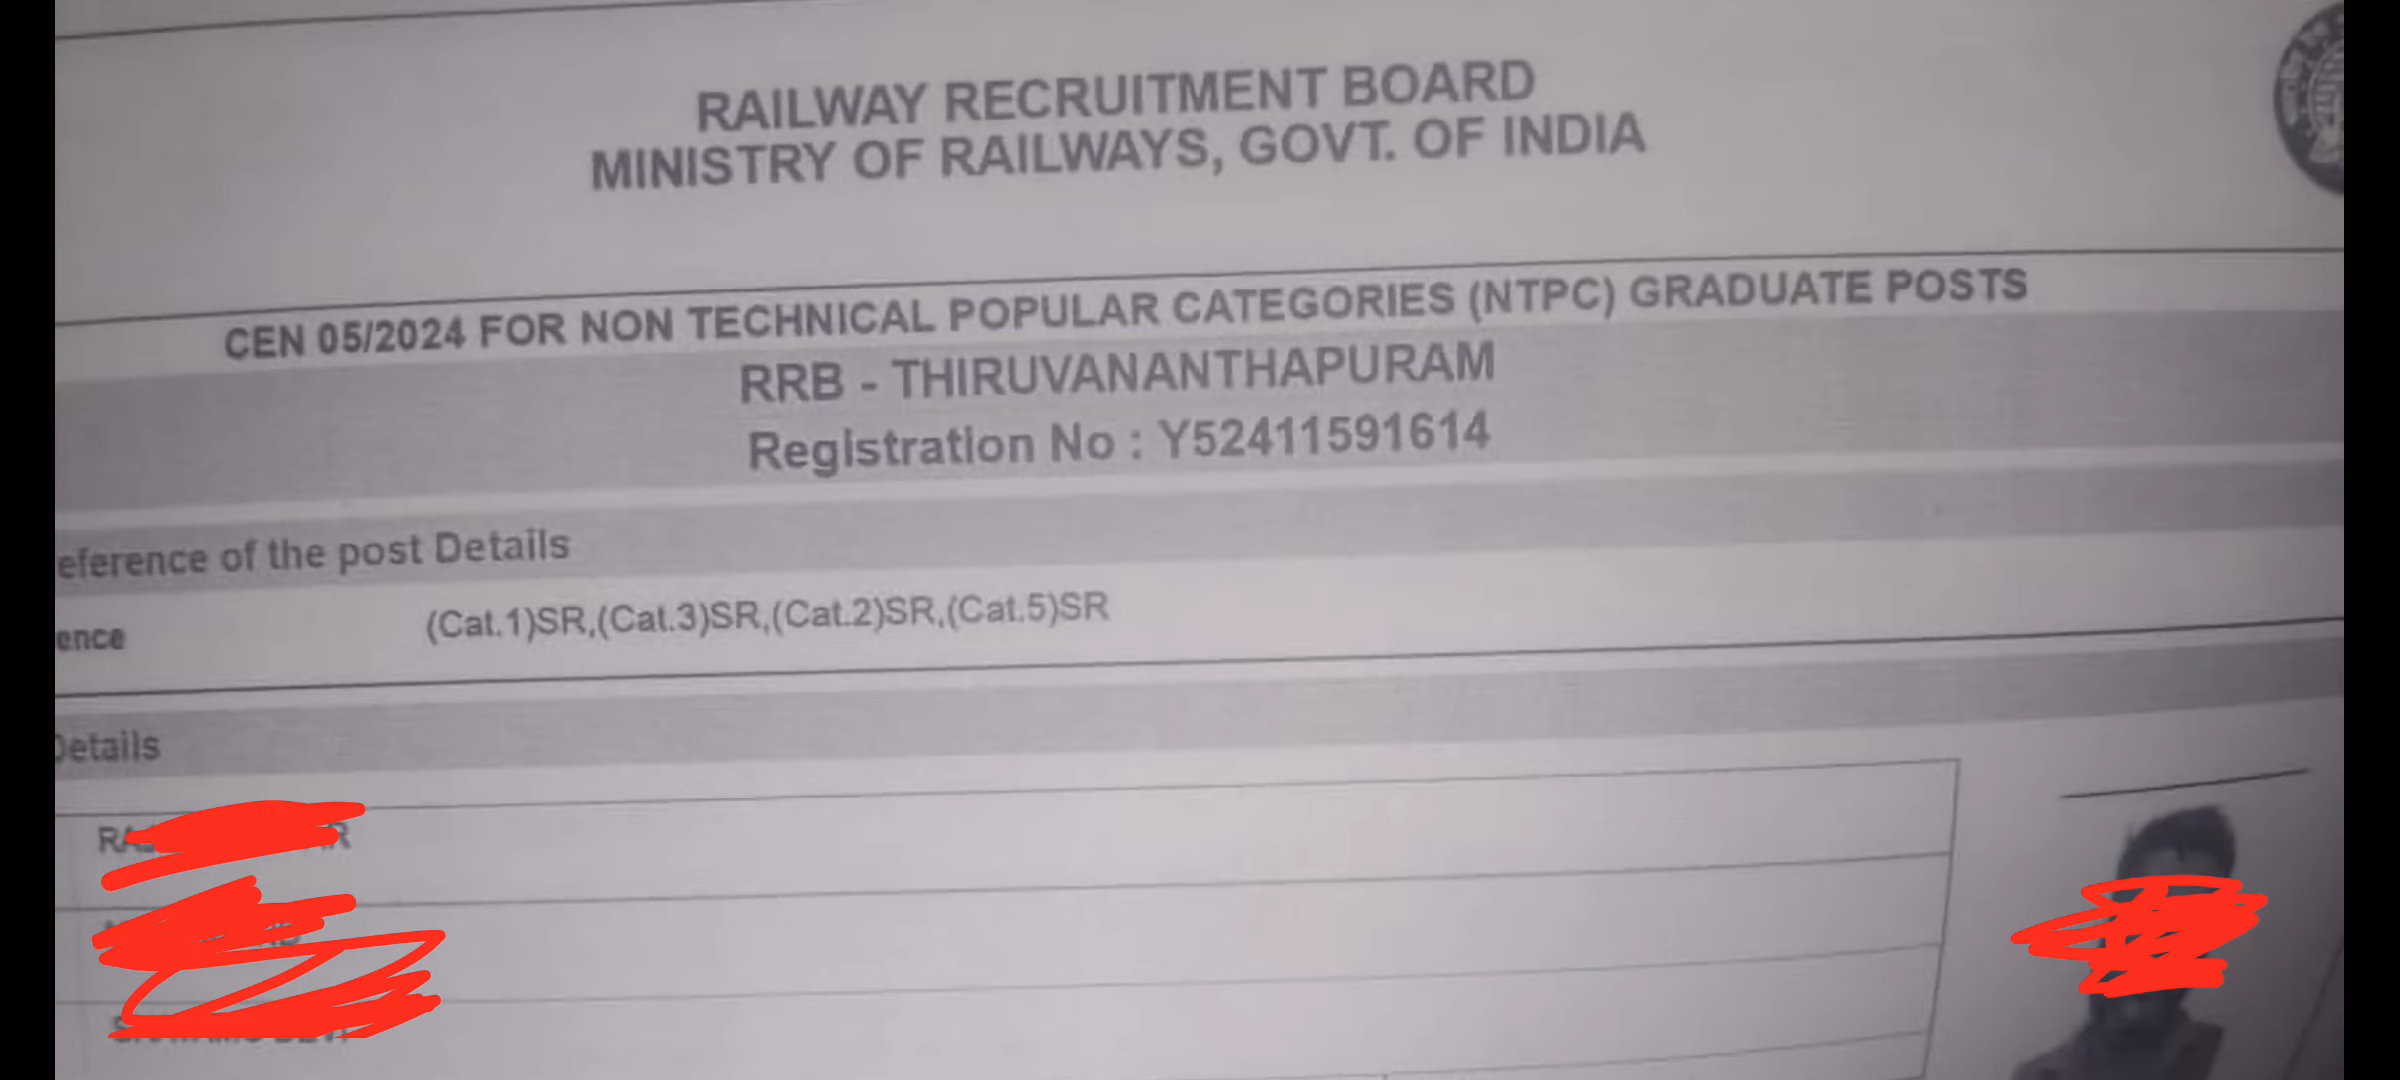 RAILWAY RECRUITMENT BOARD
MINISTRY OF RAILWAYS, GOVT. OF INDIA
CEN 05/2024 FOR NON TECHNICAL POPULAR CATEGORIES (NTPC) GRADUATE POSTS
RRB - THIRUVANANTHAPURAM
Registration No : Y52411591614
eference of the post Details
ence (Cat.1)SR,(Cat.3)SR,(Cat.2)SR,(Cat.5)SR
Details